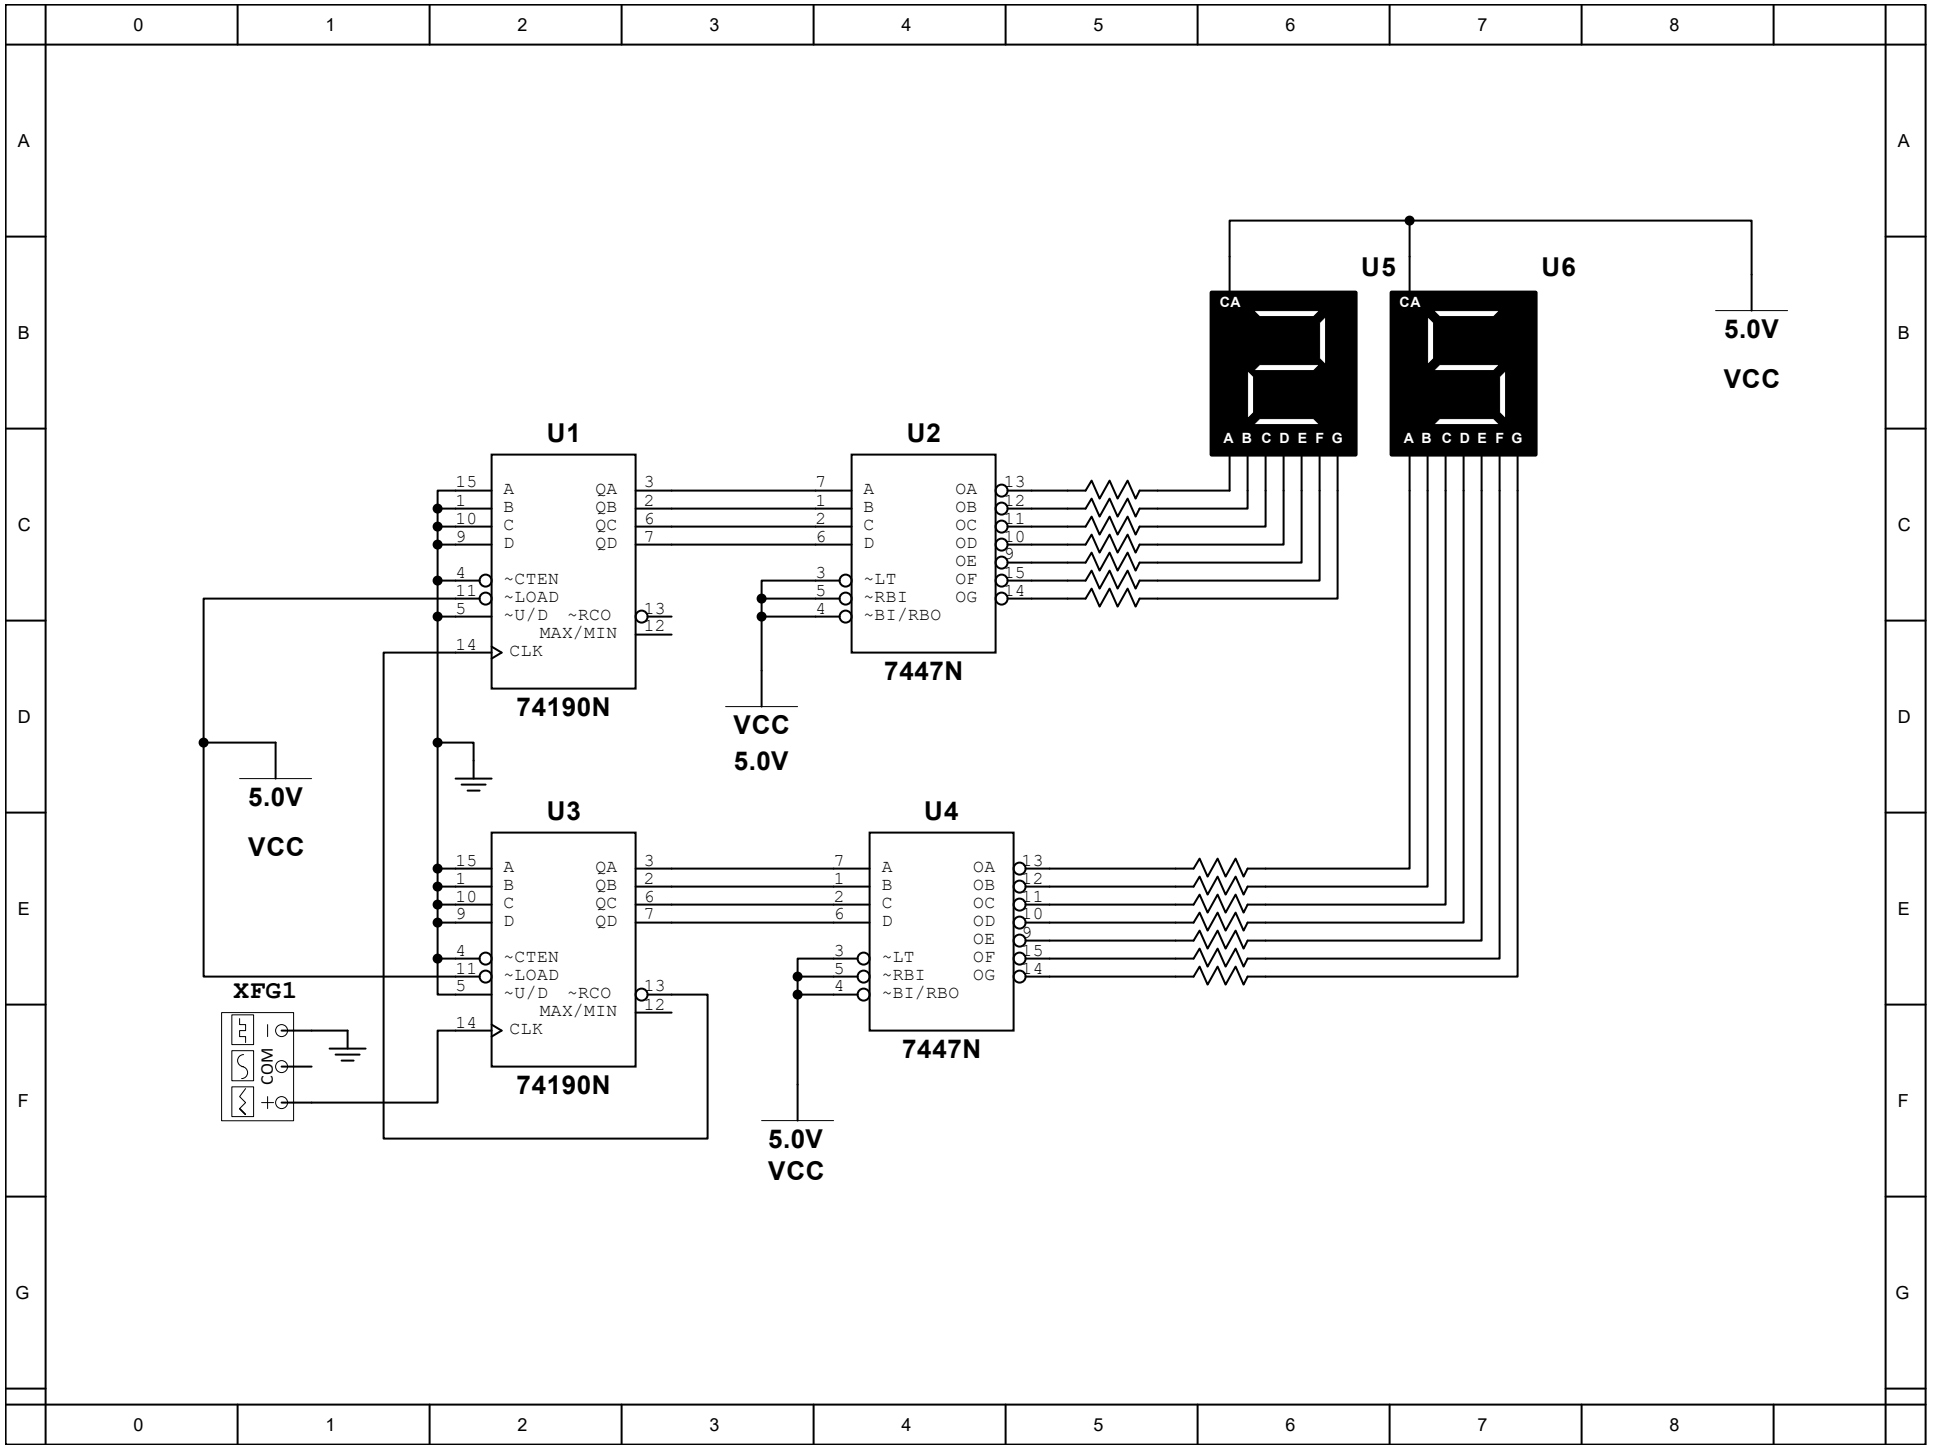 0 1 2 3 4 5 6 7 8
A A
B B
C C
D D
E E
F F
G G
0 1 2 3 4 5 6 7 8
U5 U6
CA CA
5.0V
VCC
A B C D E F G A B C D E F G
U1 U2
15 A QA 3 7 A OA 13
1 B QB 2 1 B OB 12
10 C QC 6 2 C OC 11
9 D QD 7 6 D OD 10
OE 9
4 ~CTEN 3 ~LT OF 15
11 ~LOAD 5 ~RBI OG 14
5 ~U/D ~RCO 13 4 ~BI/RBO
MAX/MIN 12
14 CLK
74190N 7447N
VCC
5.0V
5.0V
VCC
U3 U4
15 A QA 3 7 A OA 13
1 B QB 2 1 B OB 12
10 C QC 6 2 C OC 11
9 D QD 7 6 D OD 10
OE 9
4 ~CTEN 3 ~LT OF 15
11 ~LOAD 5 ~RBI OG 14
5 ~U/D ~RCO 13 4 ~BI/RBO
MAX/MIN 12
14 CLK
74190N 7447N
XFG1
COM
5.0V
VCC
2 5